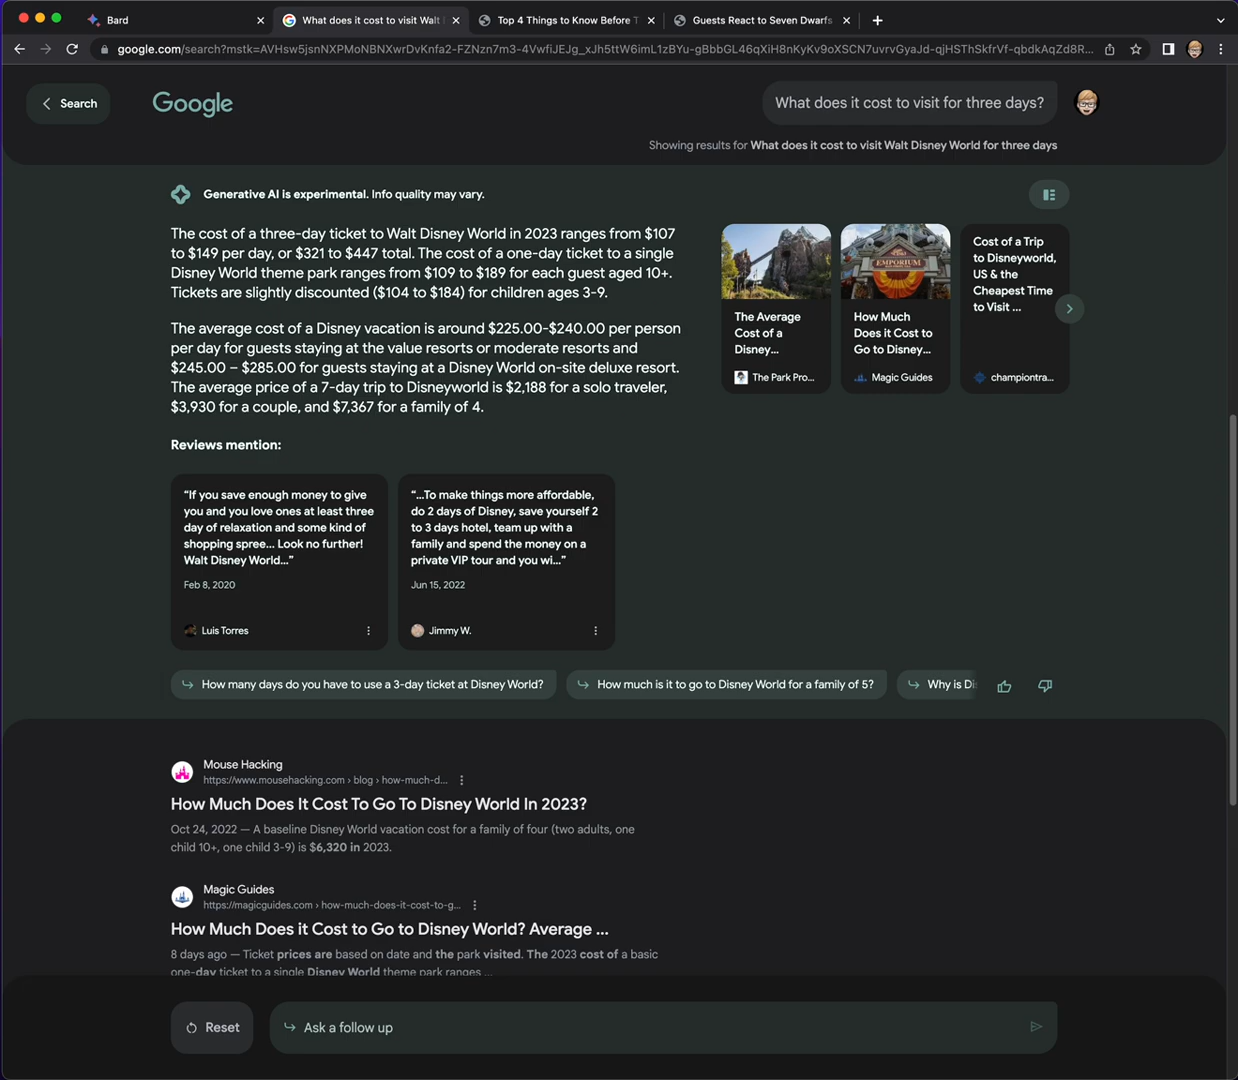 Bard
What does it cost to visit Walt
Top 4 Things to Know Before T
Guests React to Seven Dwarfs
google.com/search?mstk=AVHsw5jsnNXPMoNBNXwrDvKnfa2-FZNzn7m3-4VwfiJEJg_xJh5ttW6imL1zBYu-gBbbGL46qXiH8nKyKv9oXSCN7uvrvGyaJd-qjHSThSkfrVf-qbdkAqZd8R...
Search
Google
What does it cost to visit for three days?
Showing results for What does it cost to visit Walt Disney World for three days
Generative AI is experimental. Info quality may vary.
The cost of a three-day ticket to Walt Disney World in 2023 ranges from $107
to $149 per day, or $321 to $447 total. The cost of a one-day ticket to a single
Disney World theme park ranges from $109 to $189 for each guest aged 10+.
Tickets are slightly discounted ($104 to $184) for children ages 3-9.
The average cost of a Disney vacation is around $225.00-$240.00 per person
per day for guests staying at the value resorts or moderate resorts and
$245.00 – $285.00 for guests staying at a Disney World on-site deluxe resort.
The average price of a 7-day trip to Disneyworld is $2,188 for a solo traveler,
$3,930 for a couple, and $7,367 for a family of 4.
EMPORIUM
The Average
Cost of a
Disney...
The Park Pro...
How Much
Does it Cost to
Go to Disney...
Magic Guides
Cost of a Trip
to Disneyworld,
US & the
Cheapest Time
to Visit ...
championtra...
Reviews mention:
“If you save enough money to give
you and you love ones at least three
day of relaxation and some kind of
shopping spree... Look no further!
Walt Disney World...”
Feb 8, 2020
Luis Torres
“...To make things more affordable,
do 2 days of Disney, save yourself 2
to 3 days hotel, team up with a
family and spend the money on a
private VIP tour and you wi...”
Jun 15, 2022
Jimmy W.
How many days do you have to use a 3-day ticket at Disney World?
How much is it to go to Disney World for a family of 5?
Why is Di
Mouse Hacking
https://www.mousehacking.com › blog › how-much-d...
How Much Does It Cost To Go To Disney World In 2023?
Oct 24, 2022 — A baseline Disney World vacation cost for a family of four (two adults, one
child 10+, one child 3-9) is $6,320 in 2023.
Magic Guides
https://magicguides.com › how-much-does-it-cost-to-g...
How Much Does it Cost to Go to Disney World? Average ...
8 days ago — Ticket prices are based on date and the park visited. The 2023 cost of a basic
one-day ticket to a single Disney World theme park ranges ...
Reset
Ask a follow up